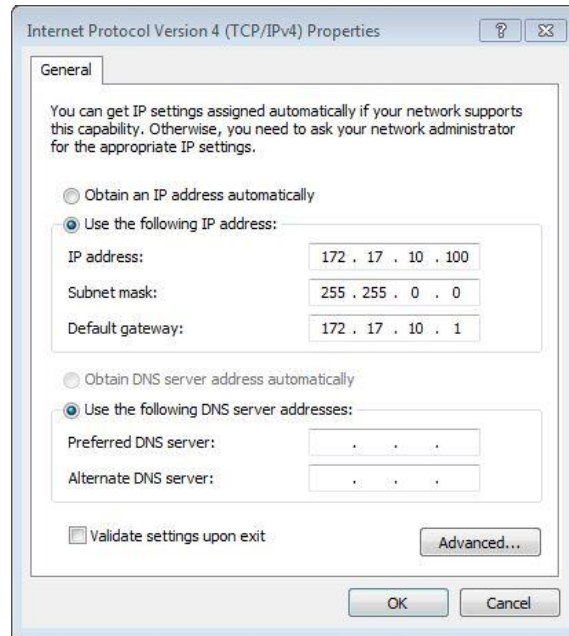 Internet Protocol Version 4 (TCP/IPv4) Properties
?
General
You can get IP settings assigned automatically if your network supports
this capability. Otherwise, you need to ask your network administrator
for the appropriate IP settings.
Obtain an IP address automatically
Use the following IP address:
IP address: 172 . 17 . 10 . 100
Subnet mask: 255 . 255 . 0 . 0
Default gateway: 172 . 17 . 10 . 1
Obtain DNS server address automatically
Use the following DNS server addresses:
Preferred DNS server: . . .
Alternate DNS server: . . .
Validate settings upon exit
Advanced...
OK Cancel